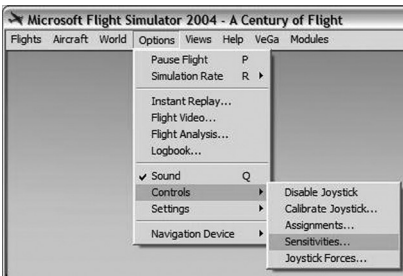 Microsoft Flight Simulator 2004 - A Century of Flight
Flights Aircraft World Options Views Help VeGa Modules
Pause Flight P
Simulation Rate R
Instant Replay...
Flight Video...
Flight Analysis...
Logbook...
Sound Q
Controls
Settings
Navigation Device
Disable Joystick
Calibrate Joystick...
Assignments...
Sensitivities...
Joystick Forces...